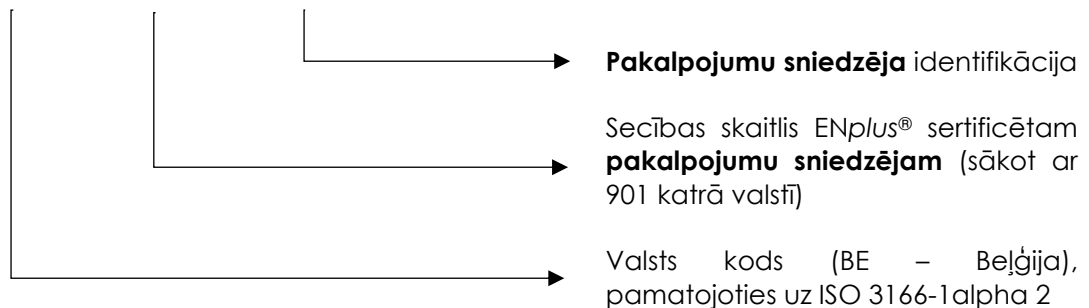 Pakalpojumu sniedzēja identifikācija
Secības skaitlis ENplus® sertificētam
pakalpojumu sniedzējam (sākot ar
901 katrā valstī)
Valsts kods (BE – Beļģija),
pamatojoties uz ISO 3166-1alpha 2